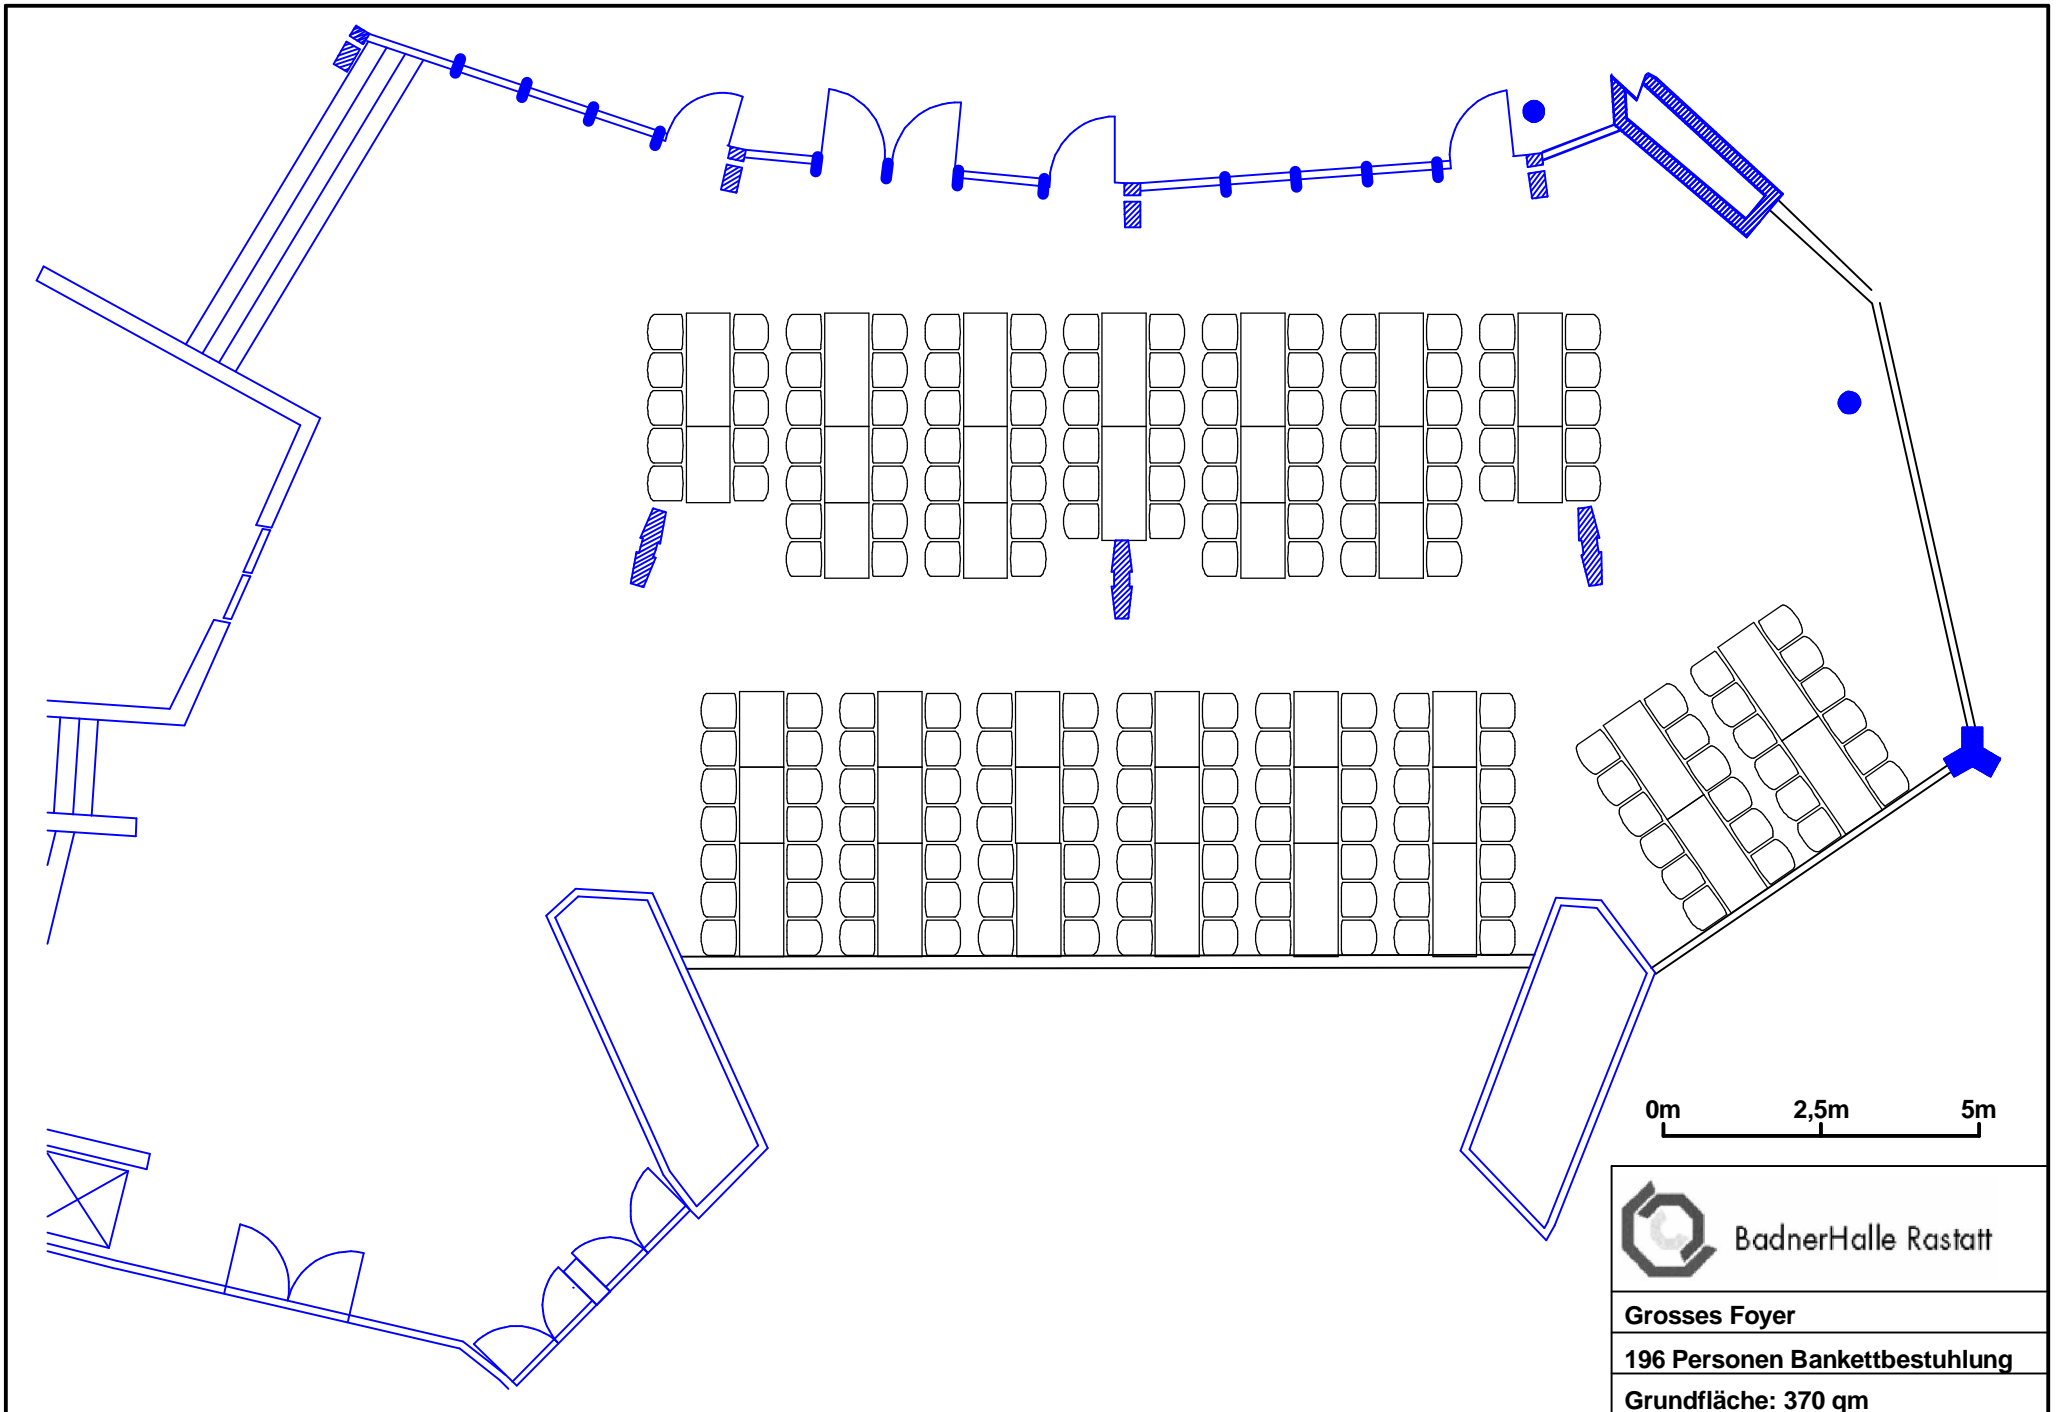 0m 2,5m 5m
BadnerHalle Rastatt
Grosses Foyer
196 Personen Bankettbestuhlung
Grundfläche: 370 qm